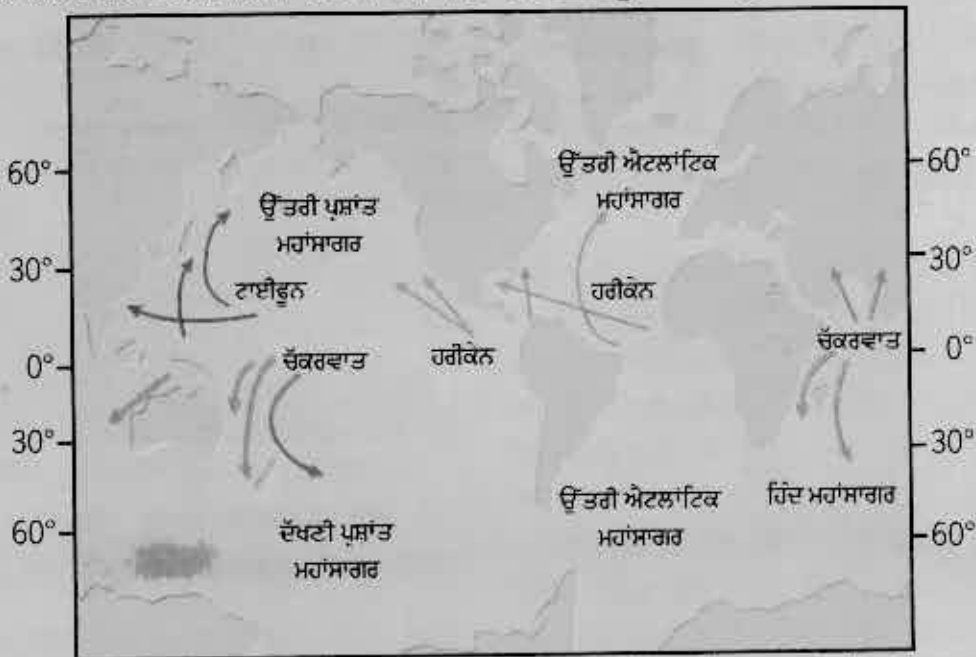 60°
30°
0°
30°
60°
60°
30°
0°
30°
60°
ਉੱਤਰੀ ਪ੍ਰਸ਼ਾਂਤ
ਮਹਾਂਸਾਗਰ
ਟਾਈਫੂਨ
ਚੱਕਰਵਾਤ
ਦੱਖਣੀ ਪ੍ਰਸ਼ਾਂਤ
ਮਹਾਂਸਾਗਰ
ਹਰੀਕੇਨ
ਉੱਤਰੀ ਐਟਲਾਂਟਿਕ
ਮਹਾਂਸਾਗਰ
ਹਰੀਕੇਨ
ਉੱਤਰੀ ਐਟਲਾਂਟਿਕ
ਮਹਾਂਸਾਗਰ
ਚੱਕਰਵਾਤ
ਹਿੰਦ ਮਹਾਂਸਾਗਰ